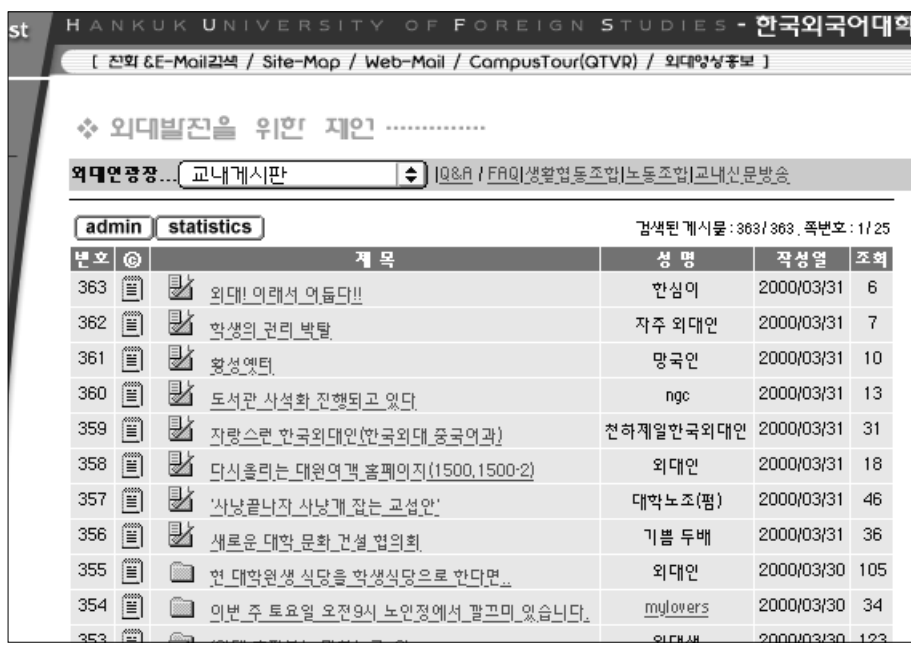 st HANKUK UNIVERSITY OF FOREIGN STUDIES - 한국외국어대학
[ 전화 &E-Mail검색 / Site-Map / Web-Mail / CampusTour(QTVR) / 외대영상홍보 ]
외대발전을 위한 제언 ··············
외대연광장... 교내게시판 |Q&A / FAQ|생활협동조합|노동조합|교내신문방송
admin statistics 검색된 게시물 : 363/363, 쪽번호 : 1/25
번호 © 제 목 성 명 작성일 조회
363 외대! 이래서 어둡다!! 한심이 2000/03/31 6
362 학생의 권리 박탈 자주 외대인 2000/03/31 7
361 황성옛터 망국인 2000/03/31 10
360 도서관 사석화 진행되고 있다 ngc 2000/03/31 13
359 자랑스런 한국외대인(한국외대 중국어과) 천하제일한국외대인 2000/03/31 31
358 다시올리는 대원여객 홈페이지(1500,1500-2) 외대인 2000/03/31 18
357 '사냥끝나자 사냥개 잡는 교섭안' 대학노조(펌) 2000/03/31 46
356 새로운 대학 문화 건설 협의회 기쁨 두배 2000/03/31 36
355 현 대학원생 식당을 학생식당으로 한다면.. 외대인 2000/03/30 105
354 이번 주 토요일 오전9시 노인정에서 깔끄미 있습니다. mylovers 2000/03/30 34
353 2000/03/30 123